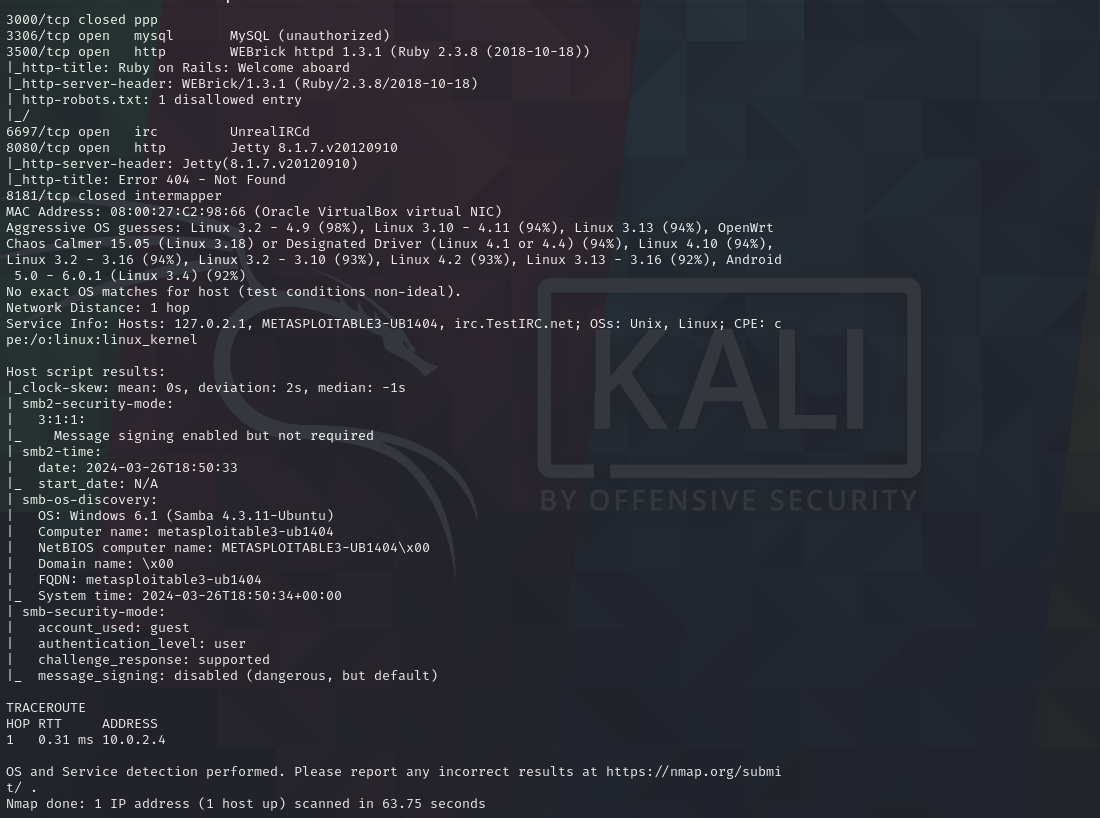 3000/tcp closed ppp
3306/tcp open   mysql       MySQL (unauthorized)
3500/tcp open   http        WEBrick httpd 1.3.1 (Ruby 2.3.8 (2018-10-18))
|_http-title: Ruby on Rails: Welcome aboard
|_http-server-header: WEBrick/1.3.1 (Ruby/2.3.8/2018-10-18)
| http-robots.txt: 1 disallowed entry
|_/
6697/tcp open   irc         UnrealIRCd
8080/tcp open   http        Jetty 8.1.7.v20120910
|_http-server-header: Jetty(8.1.7.v20120910)
|_http-title: Error 404 - Not Found
8181/tcp closed intermapper
MAC Address: 08:00:27:C2:98:66 (Oracle VirtualBox virtual NIC)
Aggressive OS guesses: Linux 3.2 - 4.9 (98%), Linux 3.10 - 4.11 (94%), Linux 3.13 (94%), OpenWrt
Chaos Calmer 15.05 (Linux 3.18) or Designated Driver (Linux 4.1 or 4.4) (94%), Linux 4.10 (94%),
Linux 3.2 - 3.16 (94%), Linux 3.2 - 3.10 (93%), Linux 4.2 (93%), Linux 3.13 - 3.16 (92%), Android
 5.0 - 6.0.1 (Linux 3.4) (92%)
No exact OS matches for host (test conditions non-ideal).
Network Distance: 1 hop
Service Info: Hosts: 127.0.2.1, METASPLOITABLE3-UB1404, irc.TestIRC.net; OSs: Unix, Linux; CPE: c
pe:/o:linux:linux_kernel

Host script results:
|_clock-skew: mean: 0s, deviation: 2s, median: -1s
| smb2-security-mode:
|   3:1:1:
|_    Message signing enabled but not required
| smb2-time:
|   date: 2024-03-26T18:50:33
|_  start_date: N/A
| smb-os-discovery:
|   OS: Windows 6.1 (Samba 4.3.11-Ubuntu)
|   Computer name: metasploitable3-ub1404
|   NetBIOS computer name: METASPLOITABLE3-UB1404\x00
|   Domain name: \x00
|   FQDN: metasploitable3-ub1404
|_  System time: 2024-03-26T18:50:34+00:00
| smb-security-mode:
|   account_used: guest
|   authentication_level: user
|   challenge_response: supported
|_  message_signing: disabled (dangerous, but default)

TRACEROUTE
HOP RTT     ADDRESS
1   0.31 ms 10.0.2.4

OS and Service detection performed. Please report any incorrect results at https://nmap.org/submi
t/ .
Nmap done: 1 IP address (1 host up) scanned in 63.75 seconds
KALI
BY OFFENSIVE SECURITY